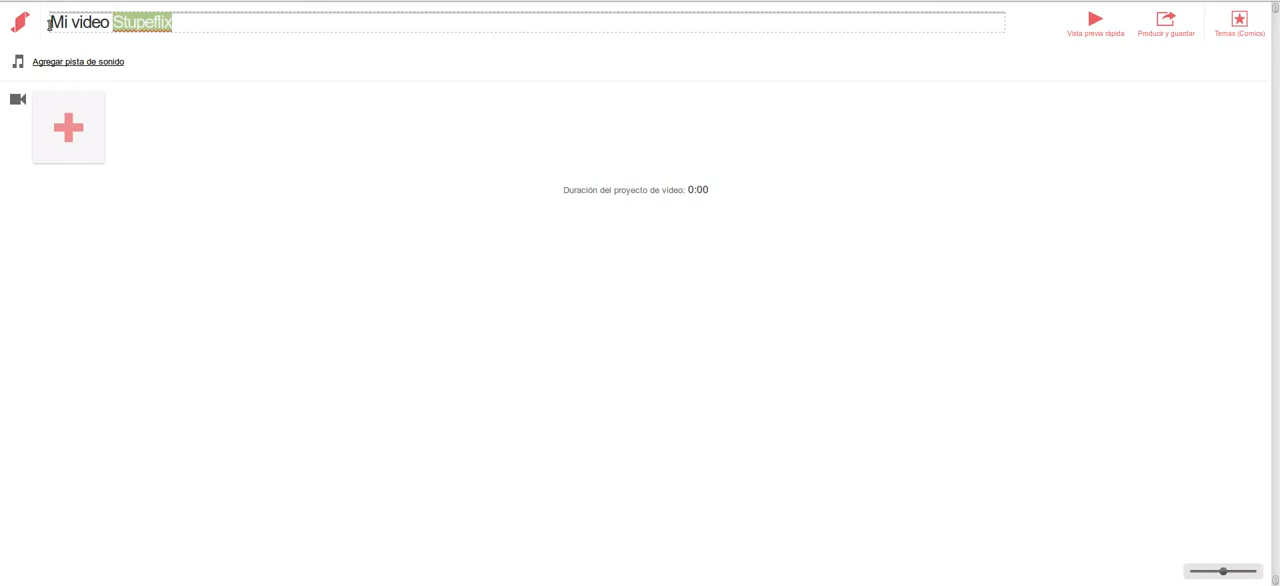 Mi video Stupeflix
Vista previa rápida
Producir y guardar
Temas (Comics)
Agregar pista de sonido
Duración del proyecto de video: 0:00